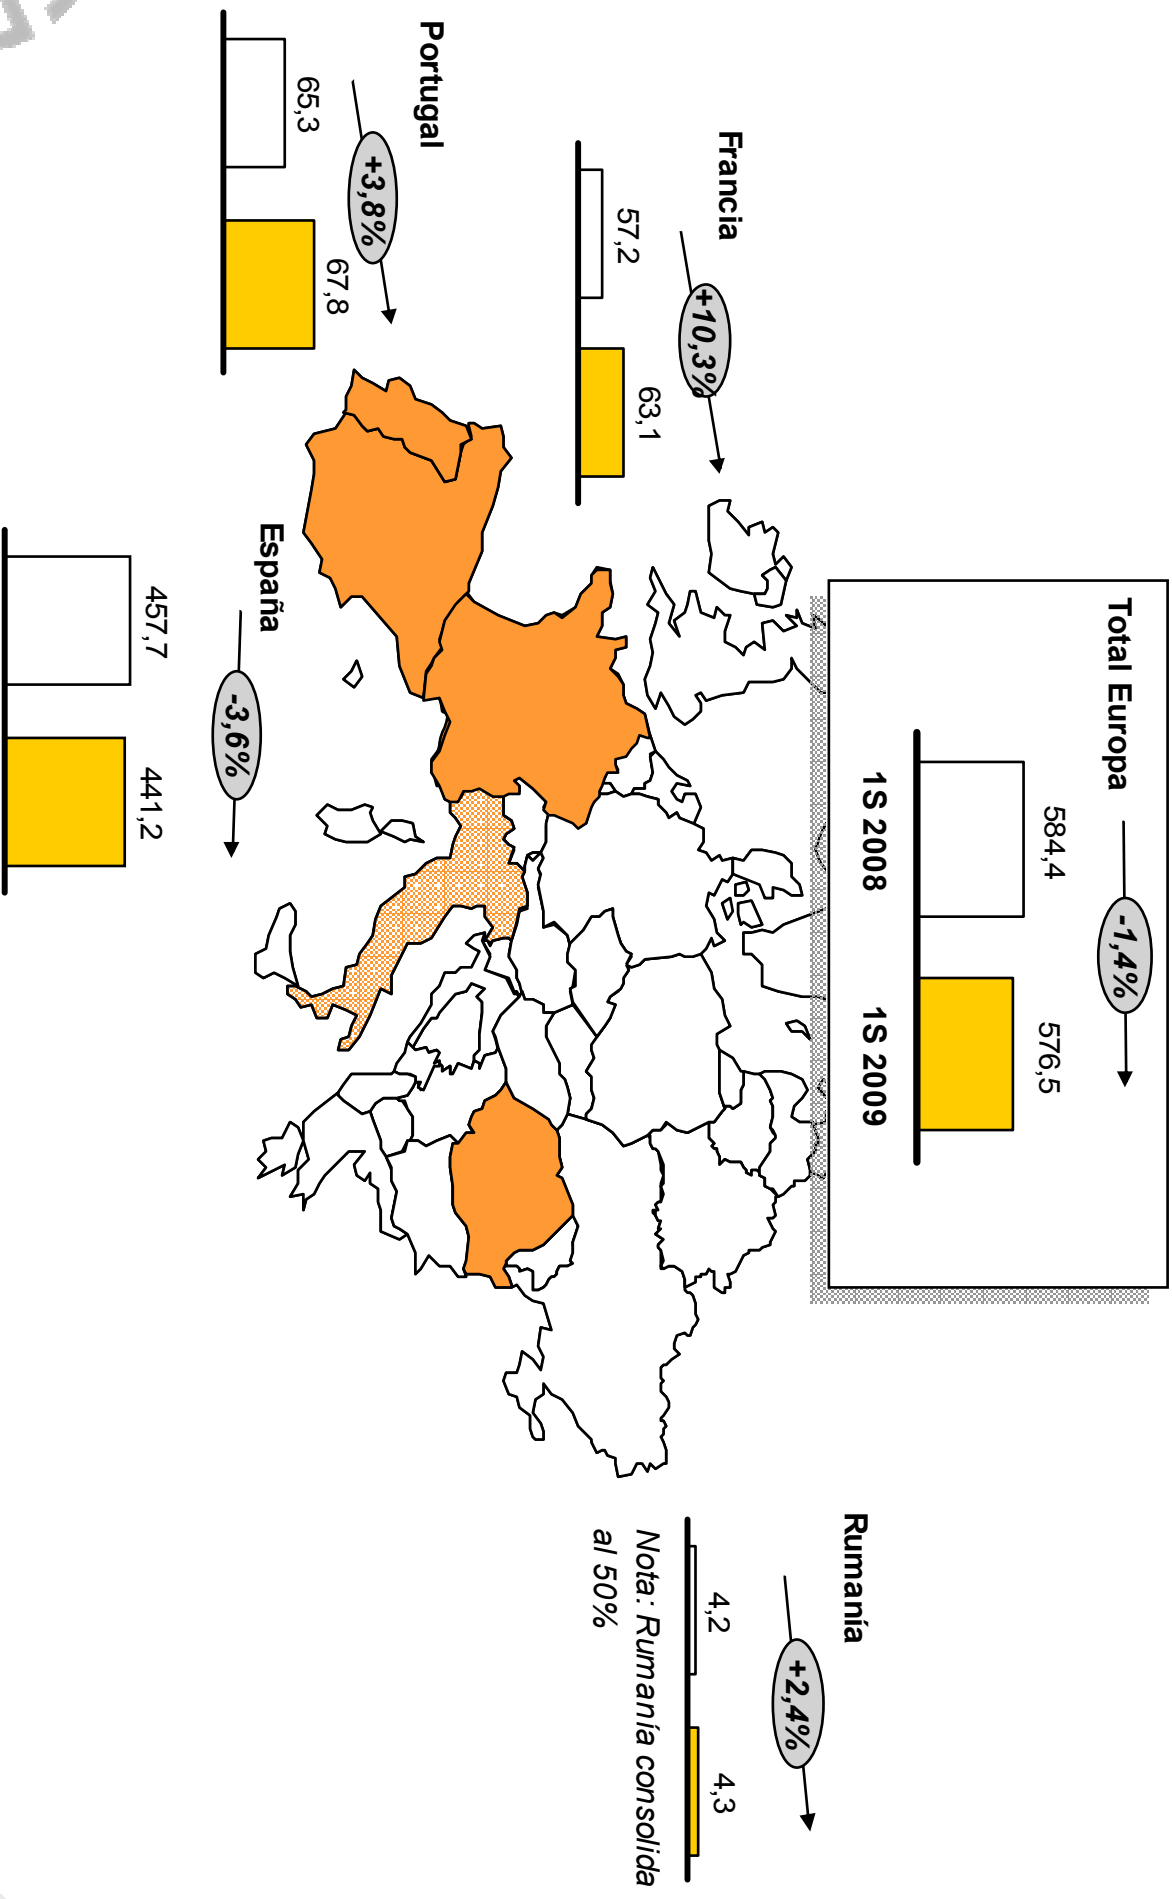 Total Europa
-1,4%
584,4
576,5
1S 2008
1S 2009
Francia
+10,3%
57,2
63,1
Rumanía
+2,4%
4,2
4,3
Nota: Rumanía consolida
al 50%
Portugal
+3,8%
65,3
67,8
España
-3,6%
457,7
441,2